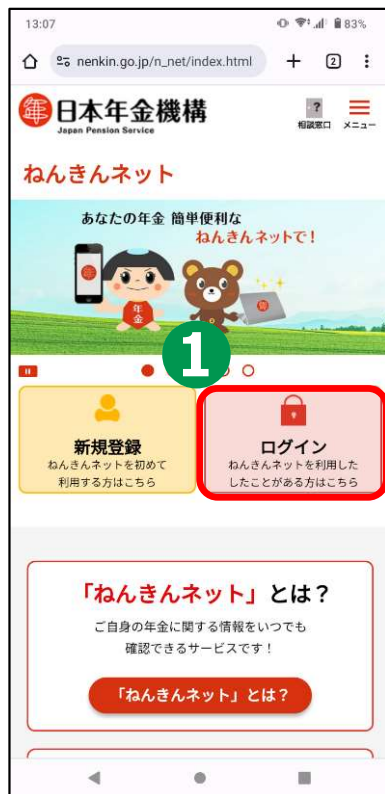 13:07
83%
nenkin.go.jp/n_net/index.html
2
年
日本年金機構
Japan Pension Service
?
相談窓口
メニュー
ねんきんネット
あなたの年金 簡単便利な
ねんきんネットで！
年金
1
新規登録
ねんきんネットを初めて
利用する方はこちら
ログイン
ねんきんネットを利用した
したことがある方はこちら
「ねんきんネット」とは？
ご自身の年金に関する情報をいつでも
確認できるサービスです！
「ねんきんネット」とは？